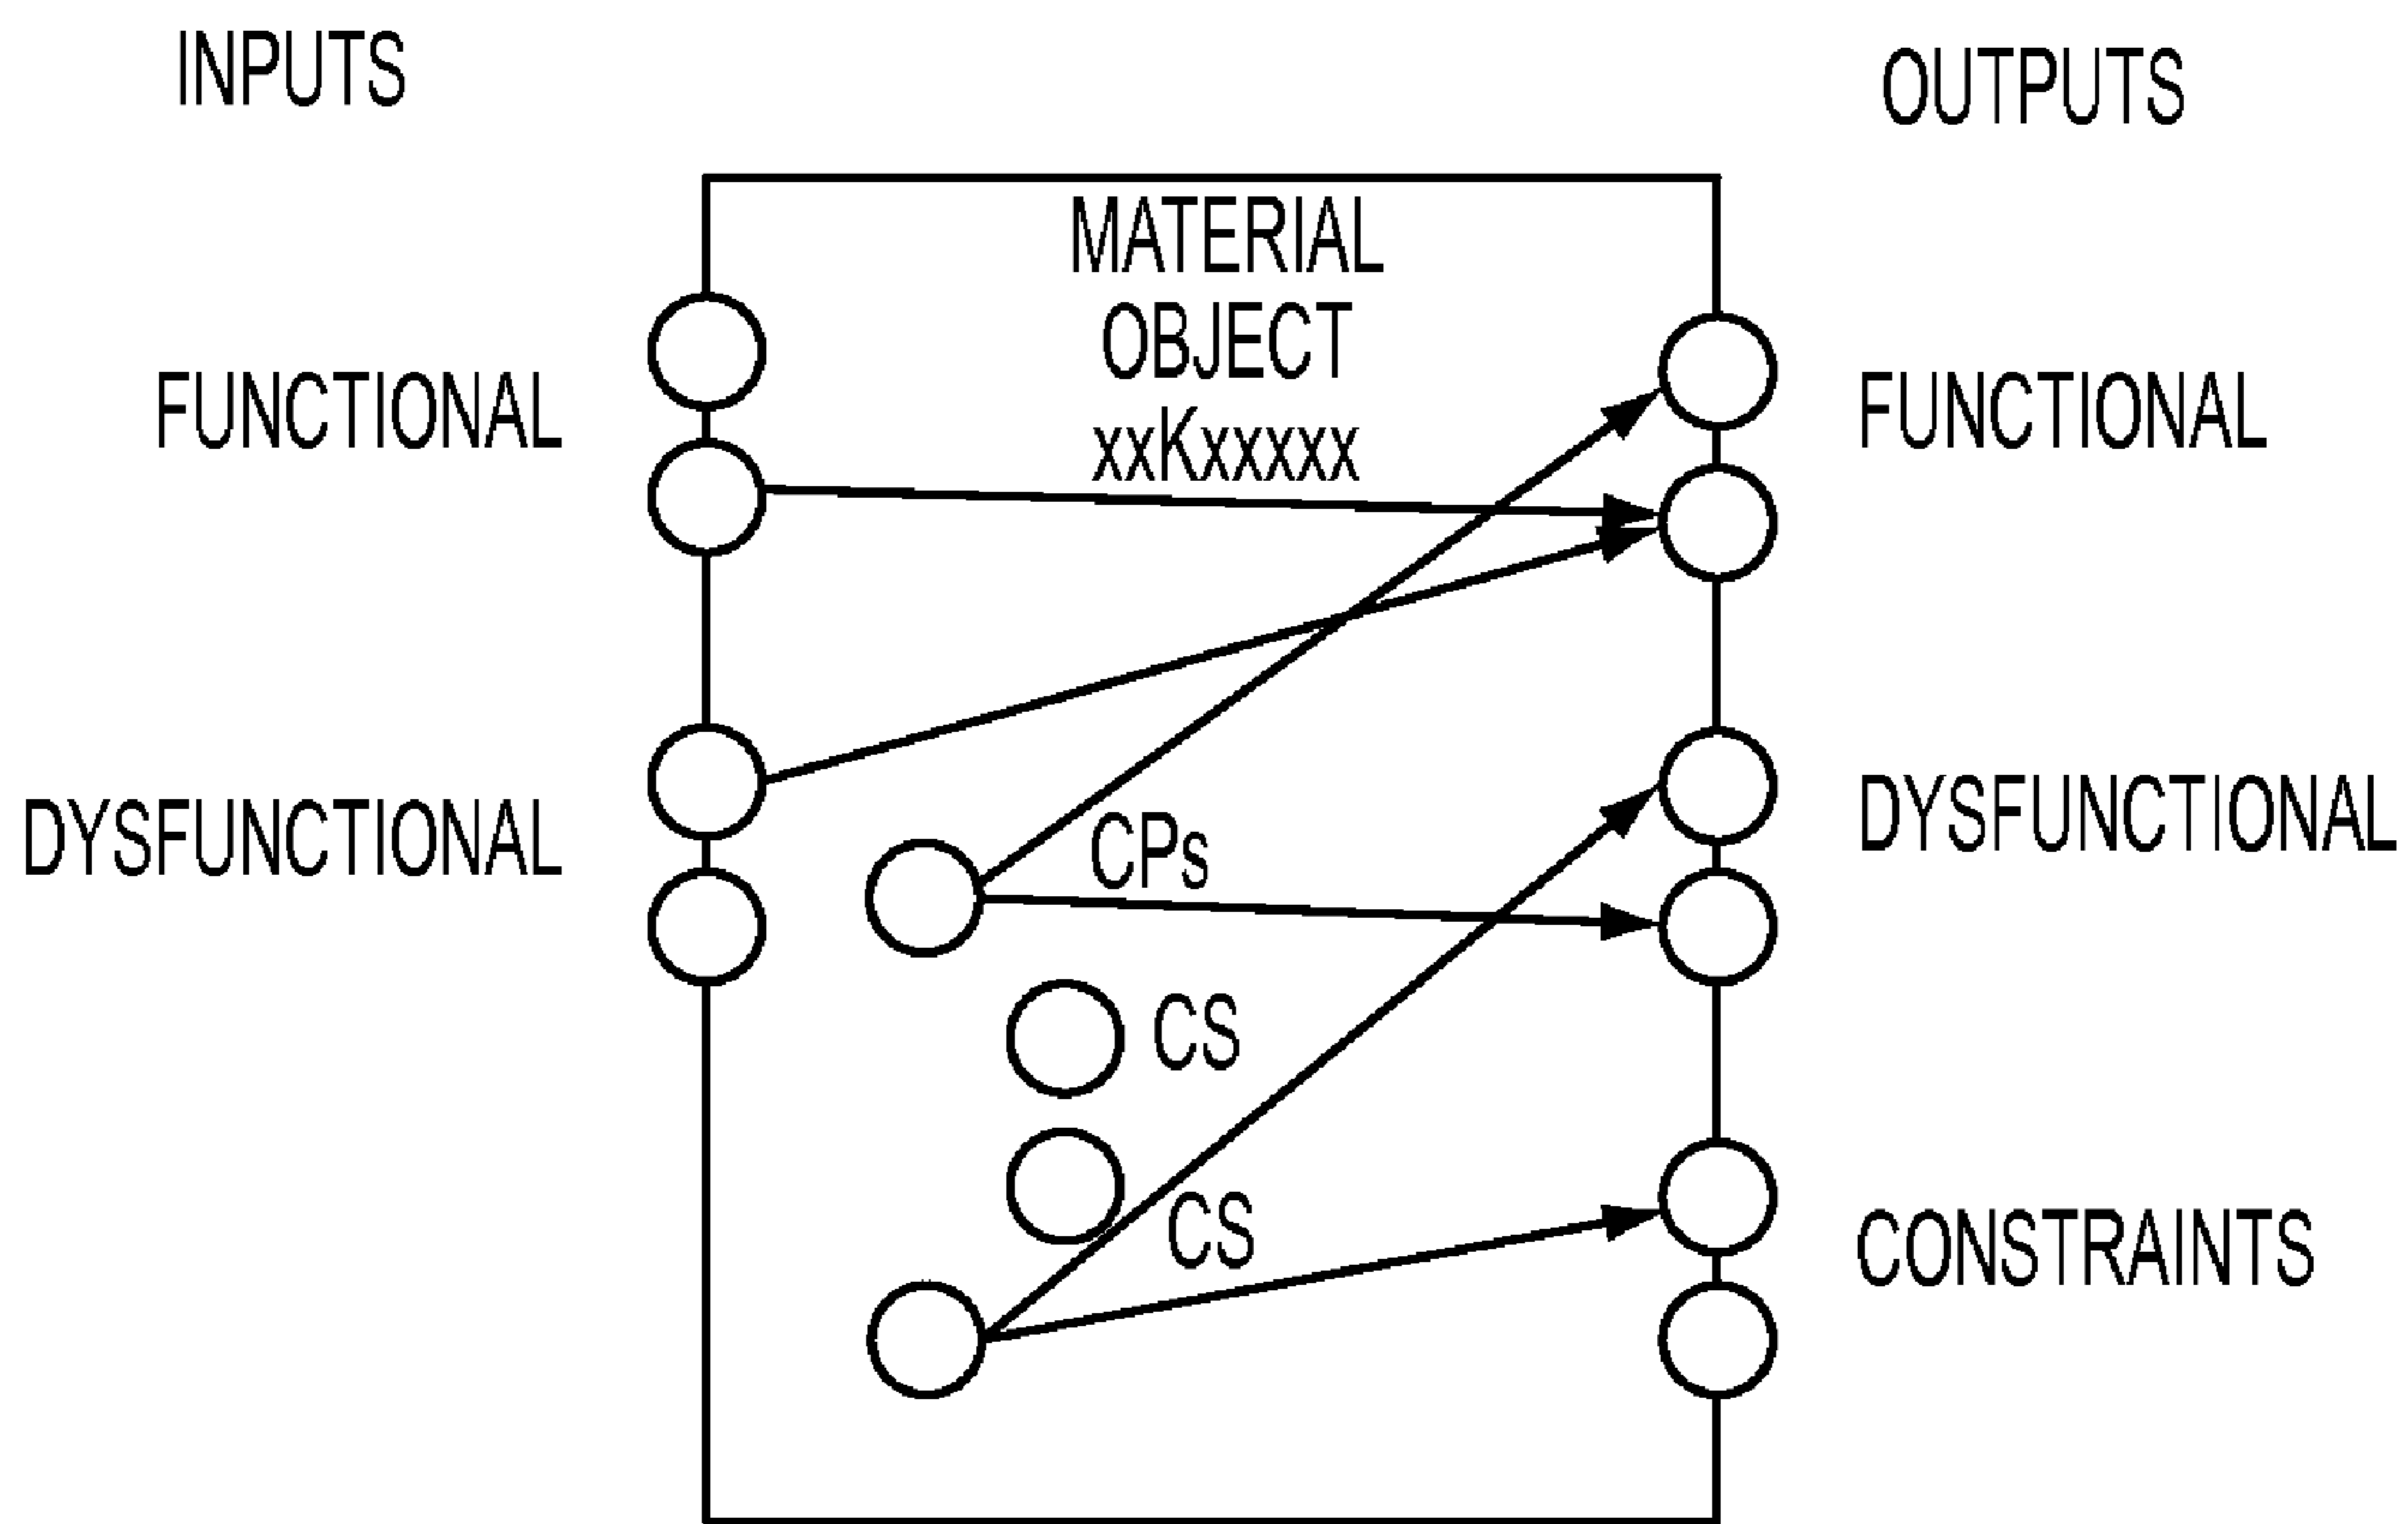 INPUTS
OUTPUTS
MATERIAL
OBJECT
xxKxxxxx
FUNCTIONAL
FUNCTIONAL
DYSFUNCTIONAL
CPs
DYSFUNCTIONAL
CS
CS
CONSTRAINTS